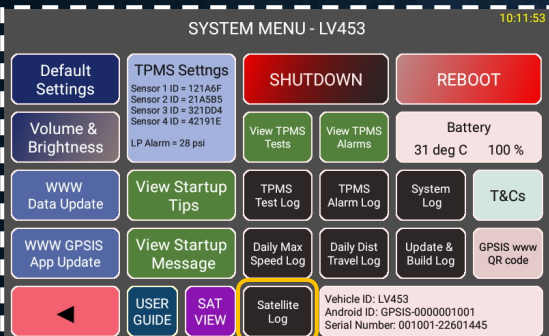 10:11:53
SYSTEM MENU - LV453
Default
Settings
TPMS Settngs
Sensor 1 ID = 121A6F
Sensor 2 ID = 21A5B5
Sensor 3 ID = 321DD4
Sensor 4 ID = 42191E
LP Alarm = 28 psi
SHUTDOWN
REBOOT
Volume &
Brightness
View TPMS
Tests
View TPMS
Alarms
Battery
31 deg C 100 %
WWW
Data Update
View Startup
Tips
TPMS
Test Log
TPMS
Alarm Log
System
Log
T&Cs
WWW GPSIS
App Update
View Startup
Message
Daily Max
Speed Log
Daily Dist
Travel Log
Update &
Build Log
GPSIS www
QR code
USER
GUIDE
SAT
VIEW
Satellite
Log
Vehicle ID: LV453
Android ID: GPSIS-0000001001
Serial Number: 001001-22601445